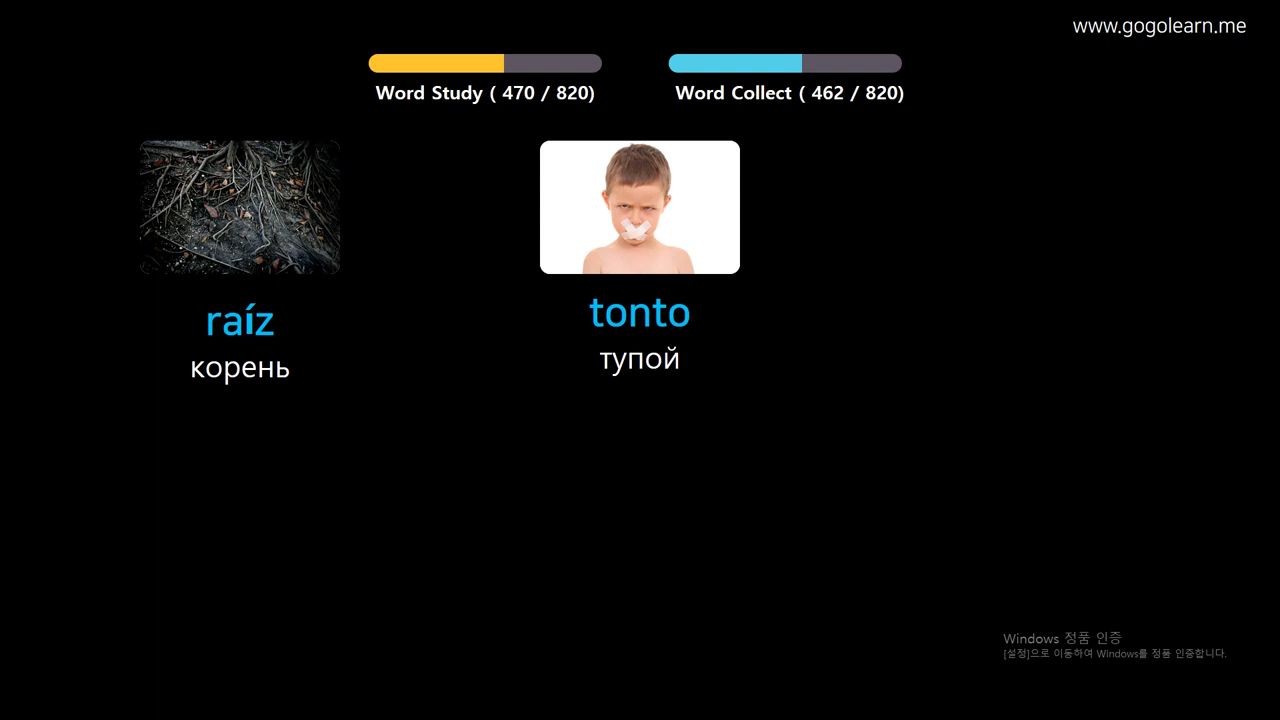 www.gogolearn.me
Word Study ( 470 / 820)
Word Collect ( 462 / 820)
raíz
корень
tonto
тупой
Windows 정품 인증
[설정]으로 이동하여 Windows를 정품 인증합니다.